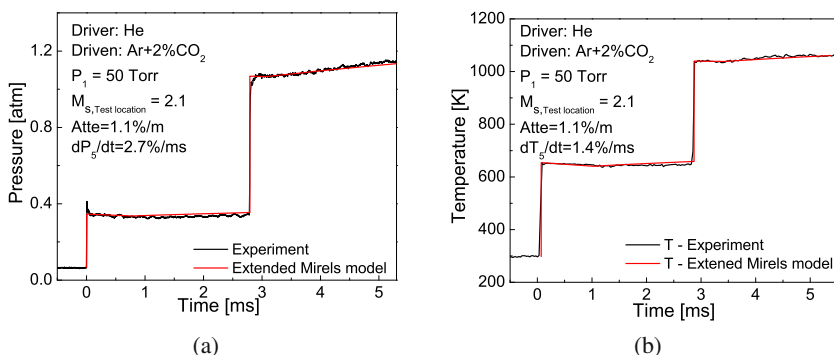 Driver: He
Driven: Ar+2%CO2
P1 = 50 Torr
MS,Test location = 2.1
Atte=1.1%/m
dP5/dt=2.7%/ms
Pressure [atm]
1.2
0.8
0.4
0.0
Experiment
Extended Mirels model
0 1 2 3 4 5
Time [ms]
(a)
Driver: He
Driven: Ar+2%CO2
P1 = 50 Torr
MS,Test location = 2.1
Atte=1.1%/m
dT5/dt=1.4%/ms
Temperature [K]
1200
1000
800
600
400
200
T - Experiment
T - Extened Mirels model
0 1 2 3 4 5
Time [ms]
(b)